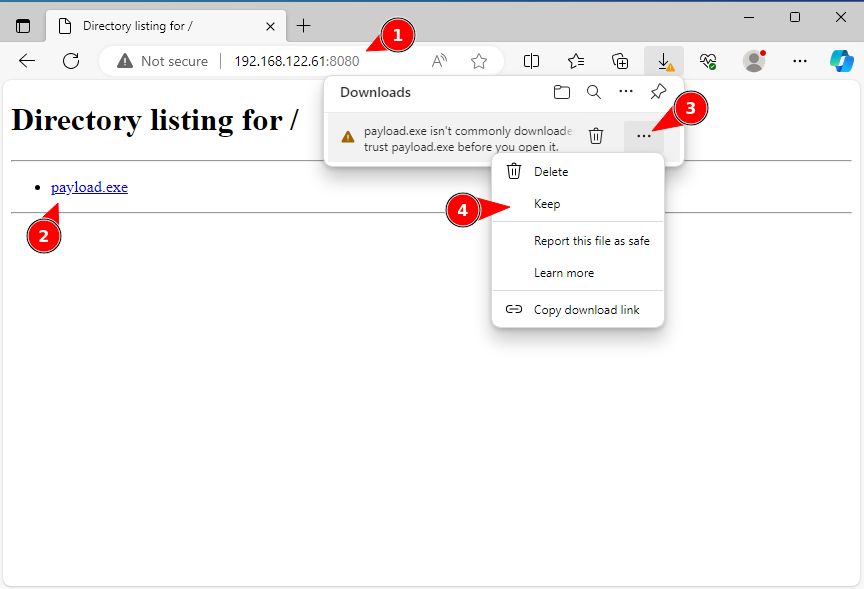 Directory listing for /
1
Not secure
192.168.122.61:8080
Downloads
Directory listing for /
3
payload.exe isn't commonly downloade
trust payload.exe before you open it.
Delete
payload.exe
4
Keep
2
Report this file as safe
Learn more
Copy download link